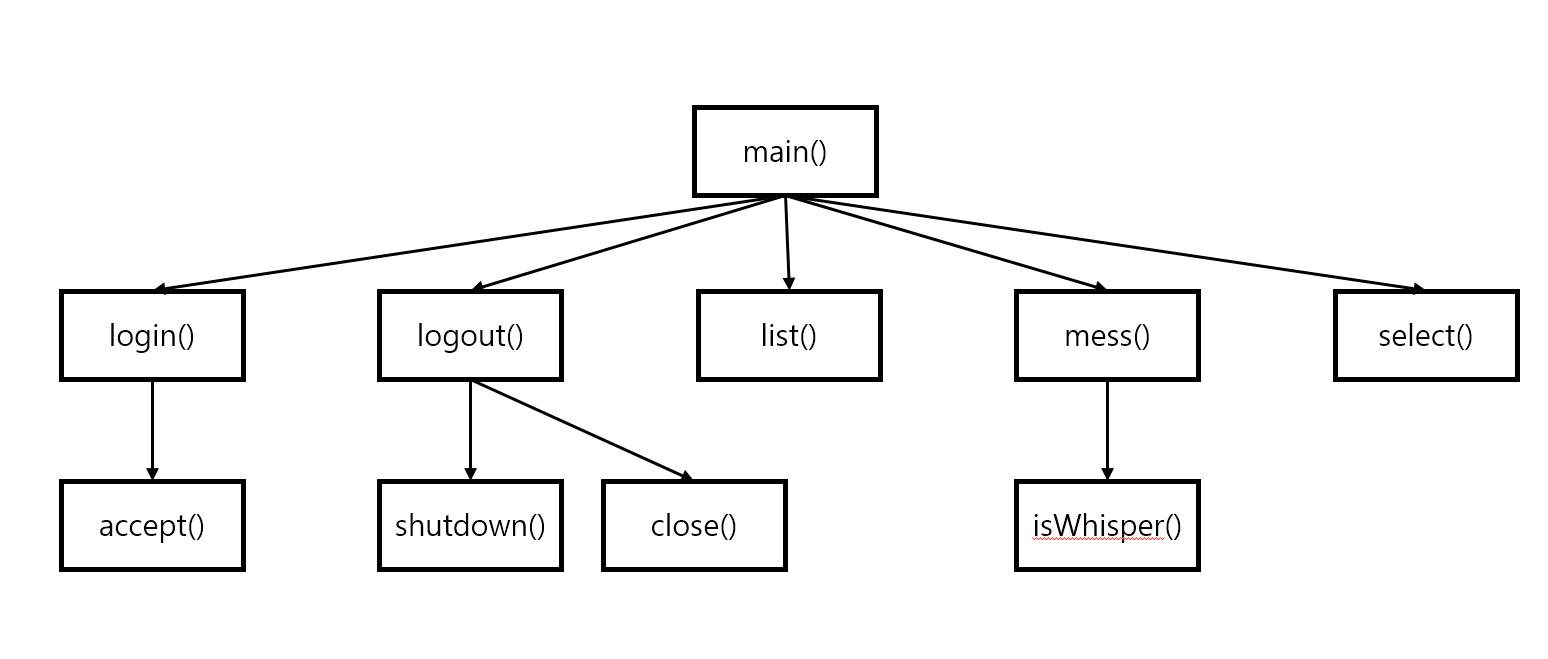 main()
login()
logout()
list()
mess()
select()
accept()
shutdown()
close()
isWhisper()